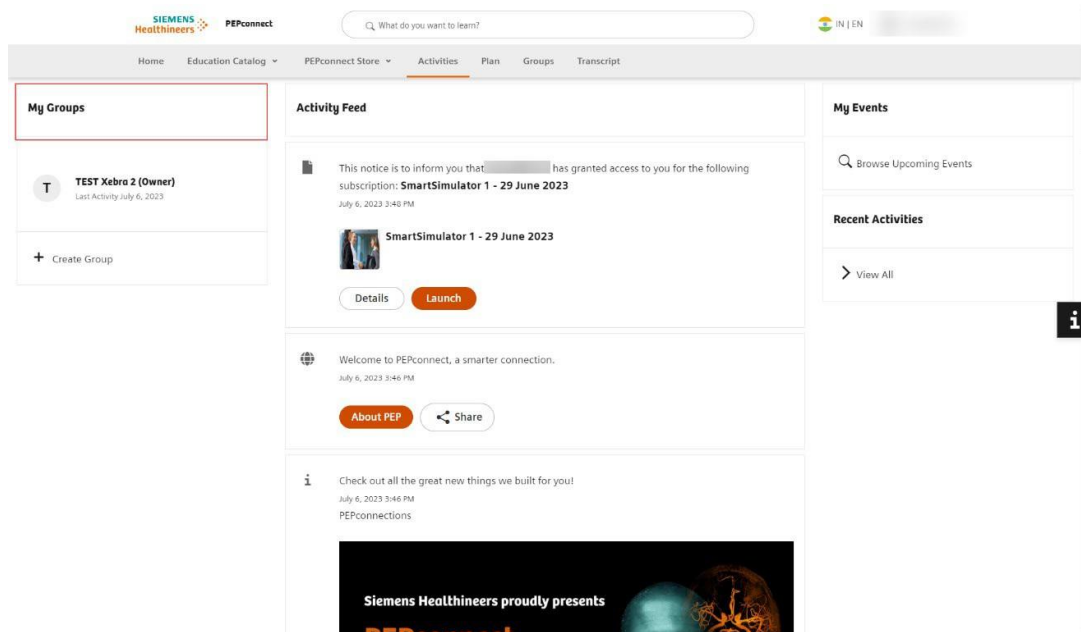 SIEMENS
Healthineers
PEPconnect
What do you want to learn?
IN | EN
Home
Education Catalog
PEPconnect Store
Activities
Plan
Groups
Transcript
My Groups
T
TEST Xebra 2 (Owner)
Last Activity July 6, 2023
+ Create Group
Activity Feed
This notice is to inform you that has granted access to you for the following
subscription: SmartSimulator 1 - 29 June 2023
July 6, 2023 3:48 PM
SmartSimulator 1 - 29 June 2023
Details
Launch
Welcome to PEPconnect, a smarter connection.
July 6, 2023 3:46 PM
About PEP
Share
i
Check out all the great new things we built for you!
July 6, 2023 3:46 PM
PEPconnections
Siemens Healthineers proudly presents
My Events
Browse Upcoming Events
Recent Activities
View All
i